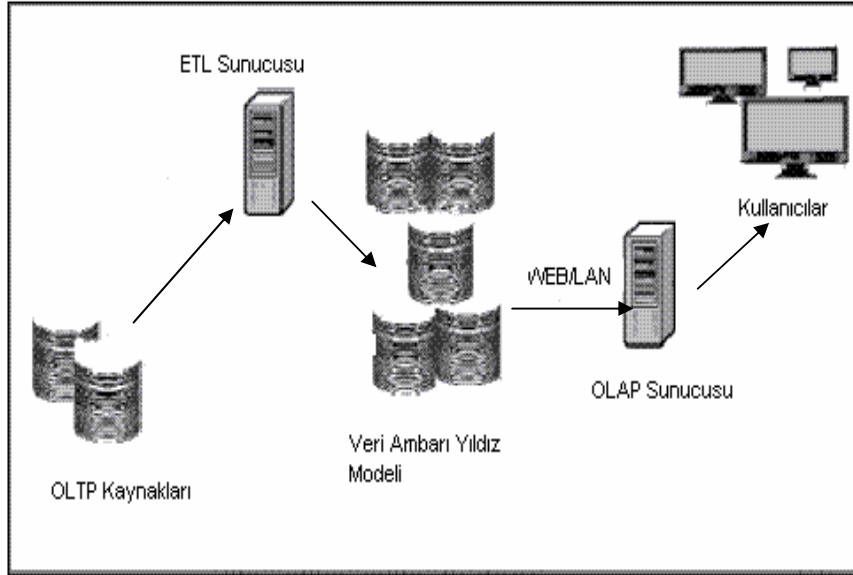 ETL Sunucusu
Kullanıcılar
WEB/LAN
OLAP Sunucusu
Veri Ambarı Yıldız
Modeli
OLTP Kaynakları